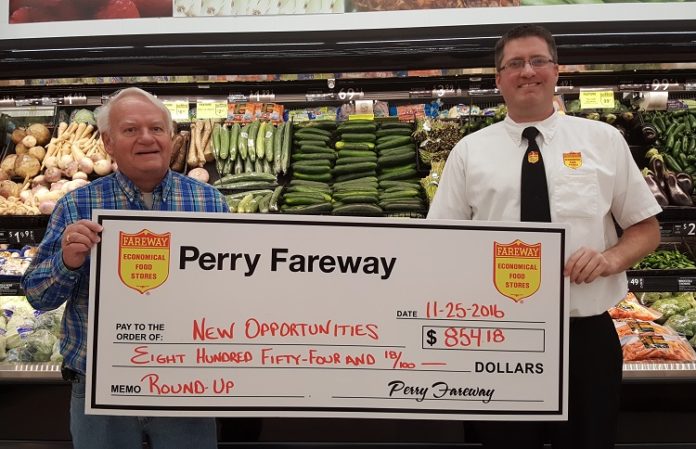 FAREWAY
ECONOMICAL
FOOD
STORES
Perry Fareway
FAREWAY
ECONOMICAL
FOOD
STORES
DATE 11-25-2016
PAY TO THE
ORDER OF: NEW OPPORTUNITIES $ 854.18
EIGHT HUNDRED FIFTY-FOUR AND 18/100 — DOLLARS
MEMO ROUND-UP Perry Fareway